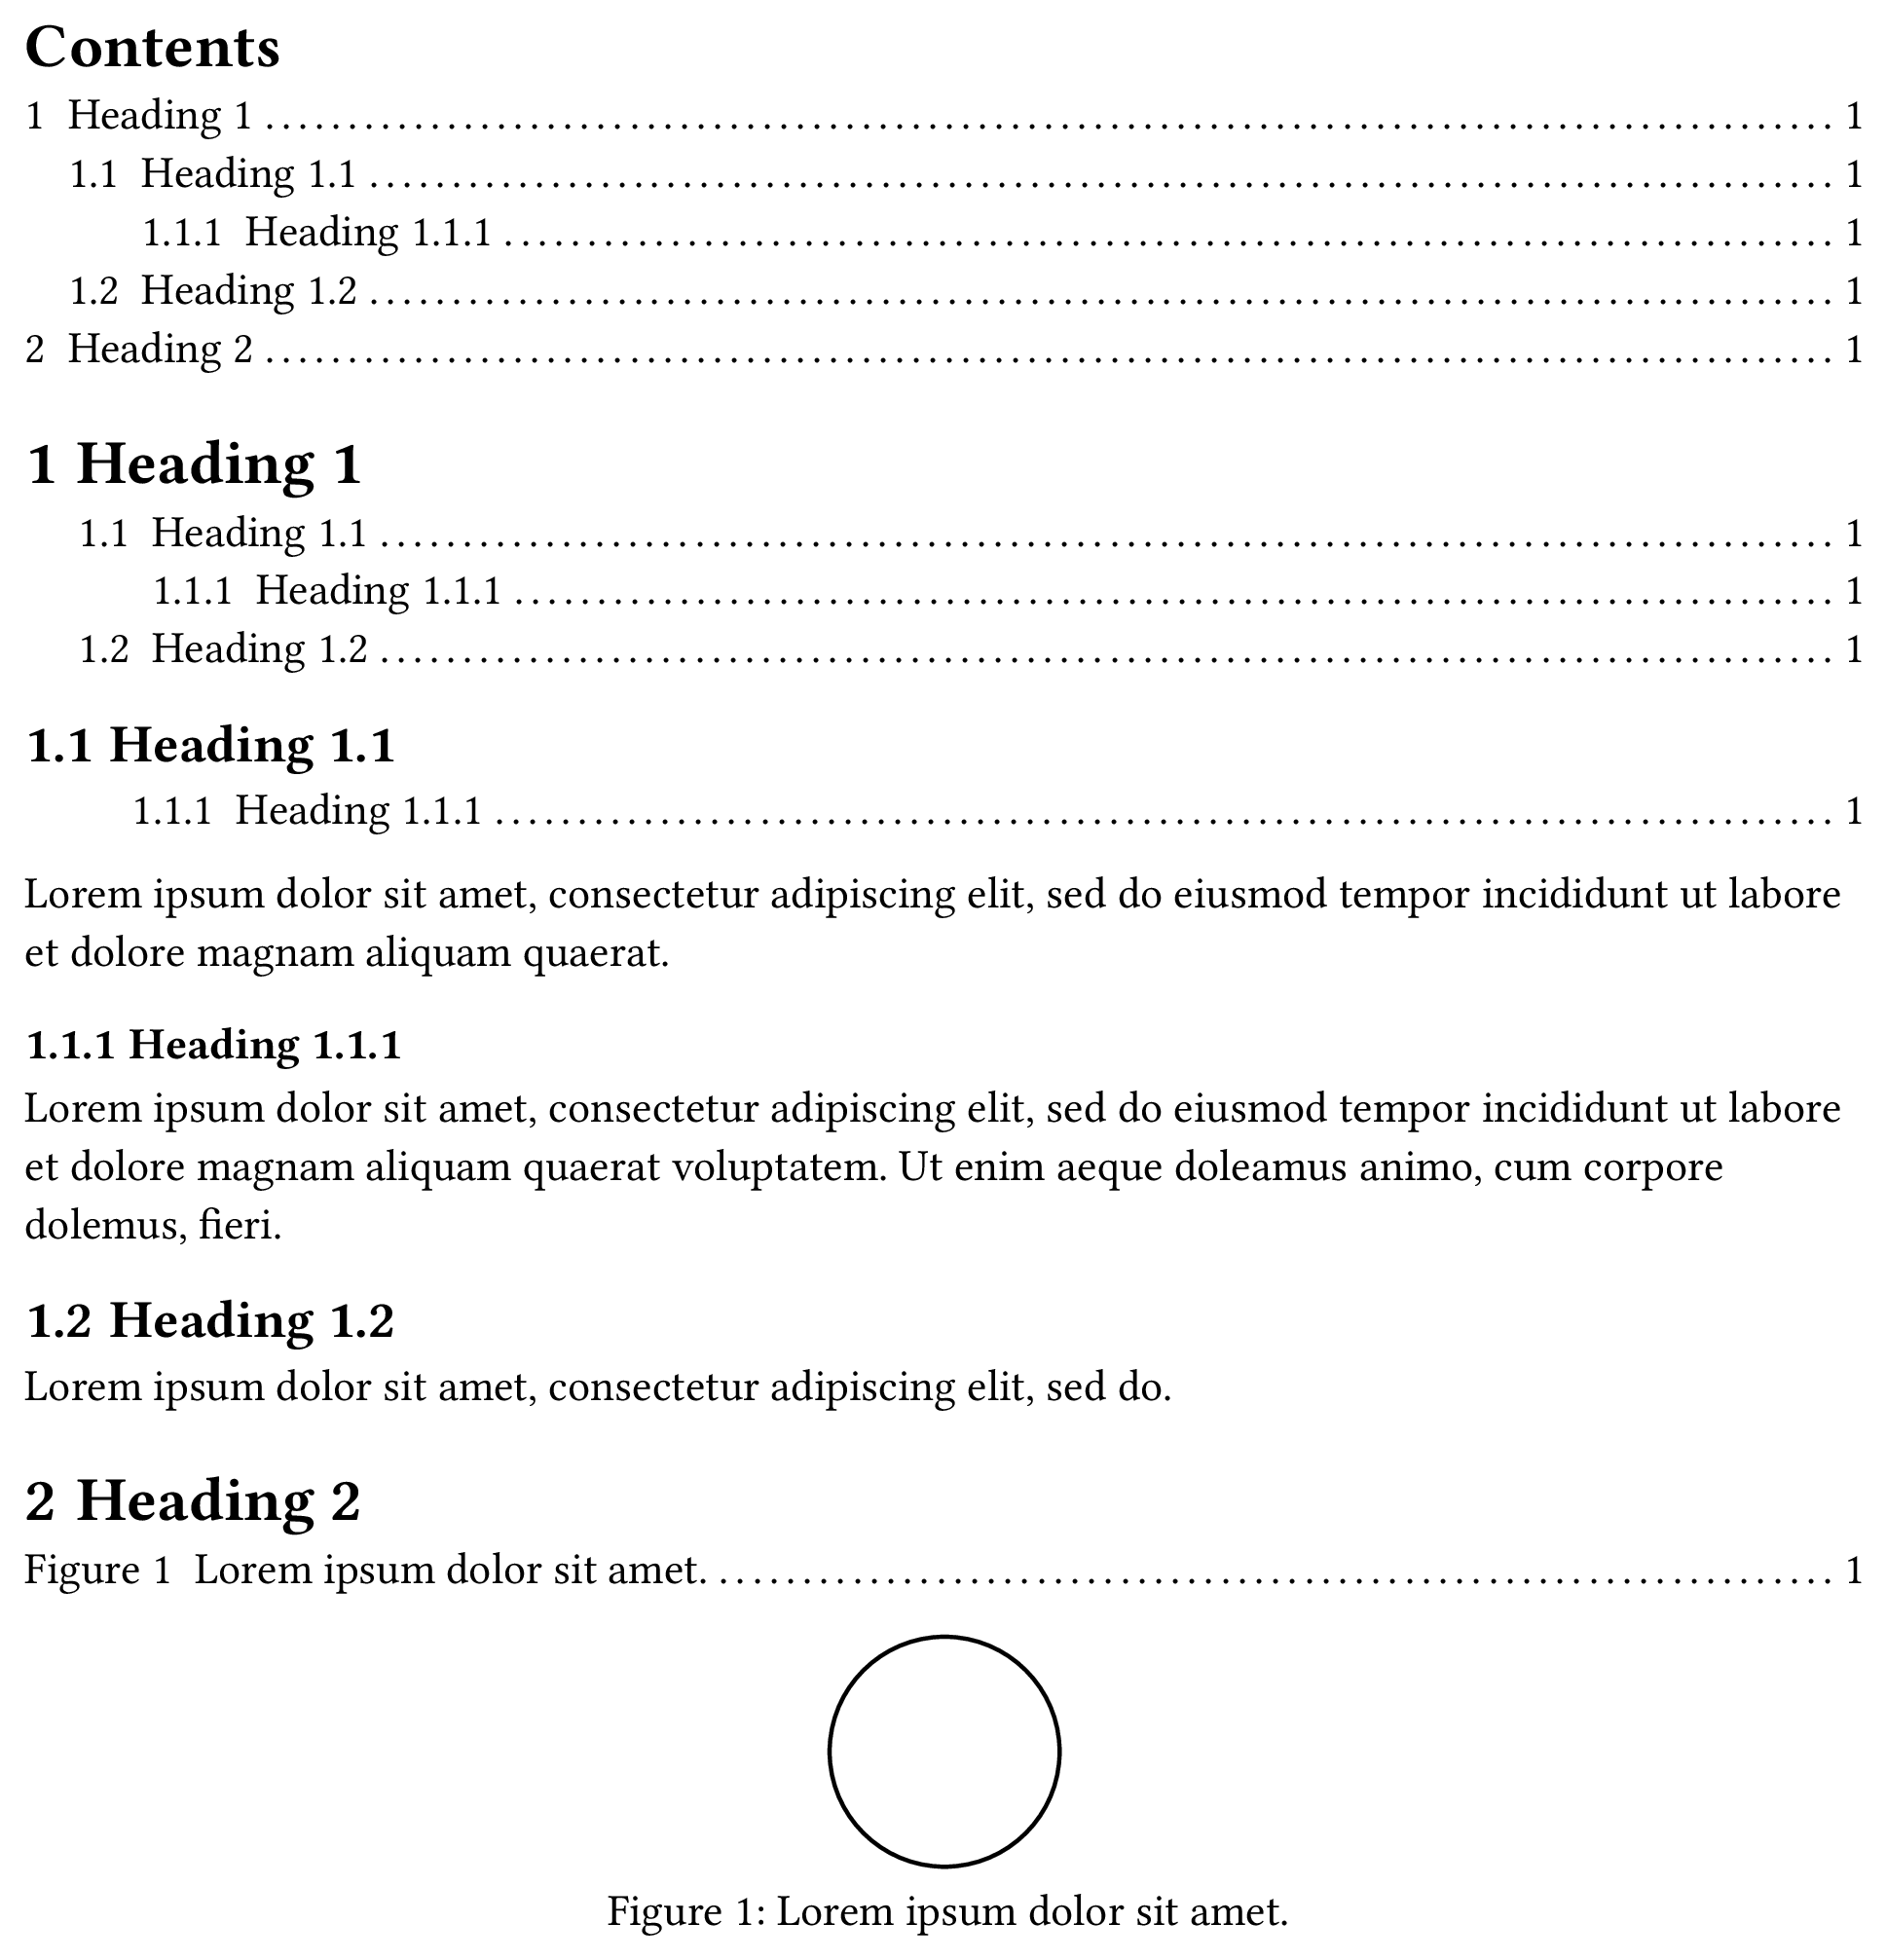 Contents
1 Heading 1 ........................................................................ 1
1.1 Heading 1.1 ........................................................................ 1
1.1.1 Heading 1.1.1 ........................................................................ 1
1.2 Heading 1.2 ........................................................................ 1
2 Heading 2 ........................................................................ 1
1 Heading 1
1.1 Heading 1.1 ........................................................................ 1
1.1.1 Heading 1.1.1 ........................................................................ 1
1.2 Heading 1.2 ........................................................................ 1
1.1 Heading 1.1
1.1.1 Heading 1.1.1 ........................................................................ 1
Lorem ipsum dolor sit amet, consectetur adipiscing elit, sed do eiusmod tempor incididunt ut labore
et dolore magnam aliquam quaerat.
1.1.1 Heading 1.1.1
Lorem ipsum dolor sit amet, consectetur adipiscing elit, sed do eiusmod tempor incididunt ut labore
et dolore magnam aliquam quaerat voluptatem. Ut enim aeque doleamus animo, cum corpore
dolemus, fieri.
1.2 Heading 1.2
Lorem ipsum dolor sit amet, consectetur adipiscing elit, sed do.
2 Heading 2
Figure 1 Lorem ipsum dolor sit amet. ........................................................................ 1
Figure 1: Lorem ipsum dolor sit amet.